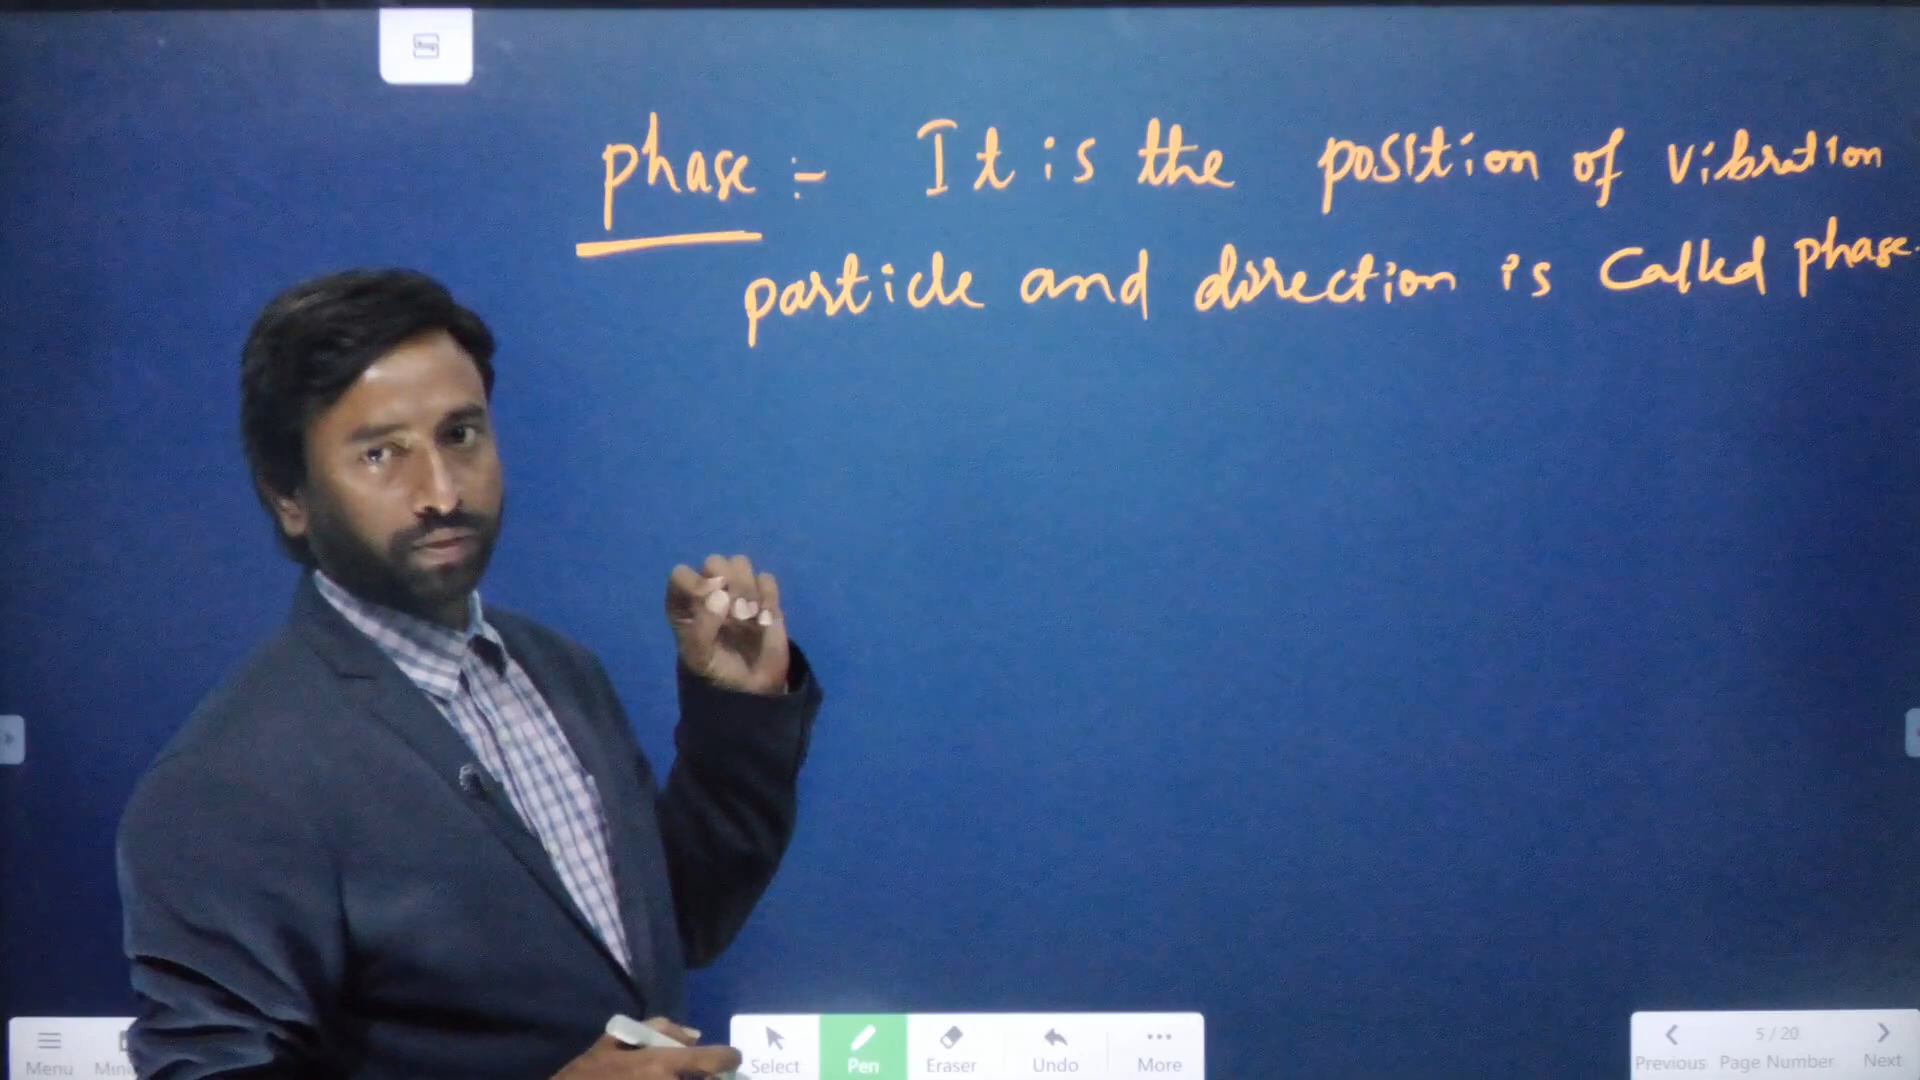 phase :- It is the position of vibration
particle and direction is called phase.
Menu
Select Pen Eraser Undo More
5 / 20
Previous Page Number Next